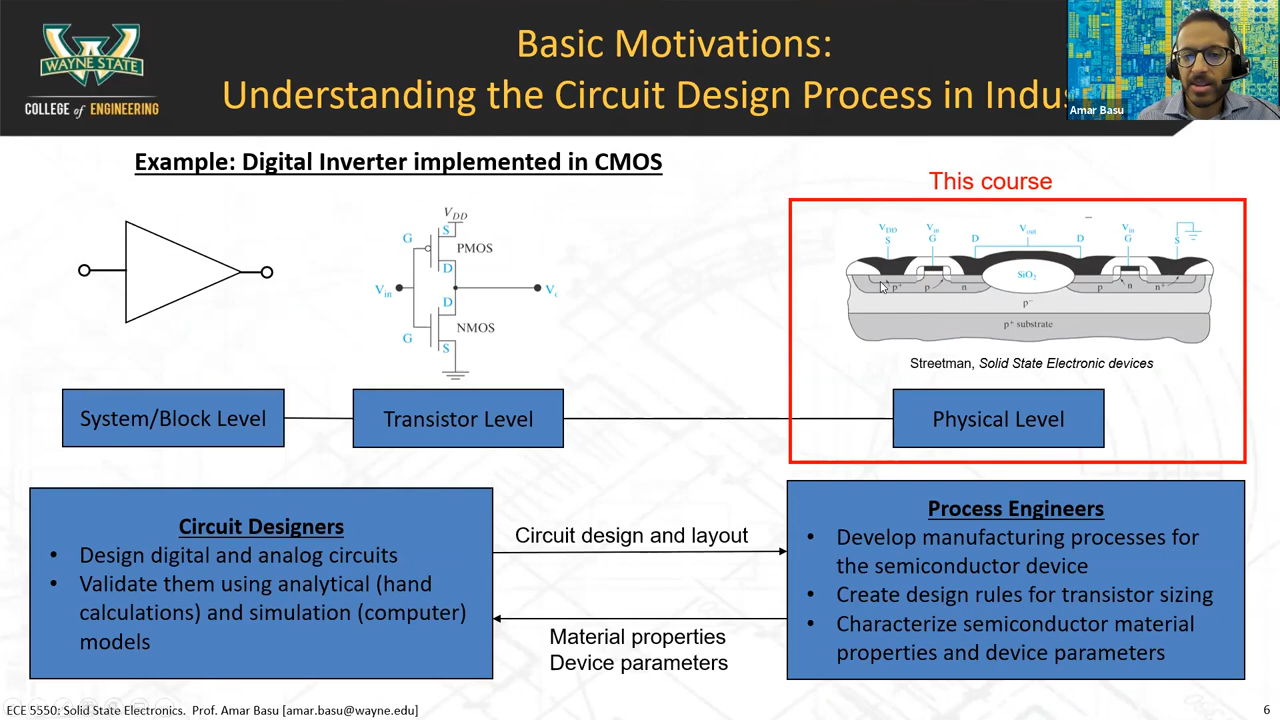 WAYNE STATE
COLLEGE of ENGINEERING
Basic Motivations:
Understanding the Circuit Design Process in Indus
Amar Basu
Example: Digital Inverter implemented in CMOS
This course
VDD
S
G
PMOS
D
Vin
D
NMOS
G
S
VDD Vin Vout Vin
S G D D G S
SiO2
p+ p n p n n+
p-
p+ substrate
Streetman, Solid State Electronic devices
System/Block Level
Transistor Level
Physical Level
Circuit Designers
• Design digital and analog circuits
• Validate them using analytical (hand
calculations) and simulation (computer)
models
Circuit design and layout
Material properties
Device parameters
Process Engineers
• Develop manufacturing processes for
the semiconductor device
• Create design rules for transistor sizing
• Characterize semiconductor material
properties and device parameters
ECE 5550: Solid State Electronics. Prof. Amar Basu [amar.basu@wayne.edu]
6